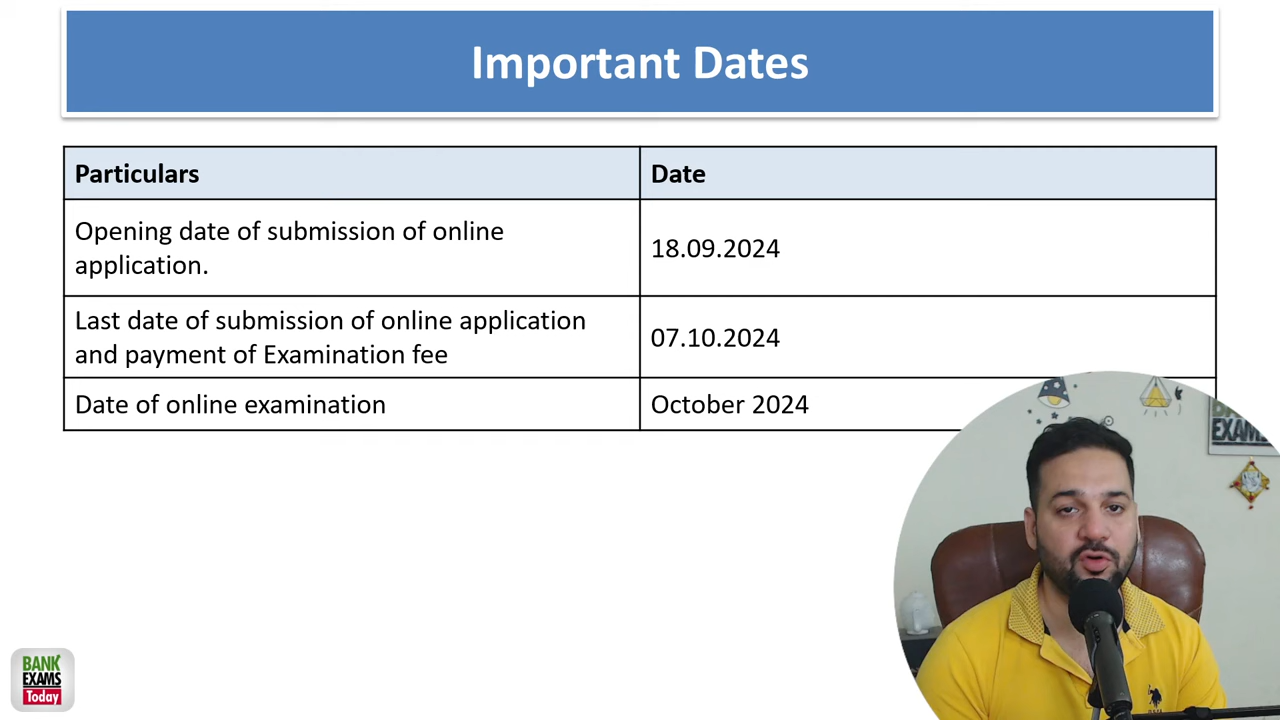 Important Dates
Particulars
Date
Opening date of submission of online
application.
18.09.2024
Last date of submission of online application
and payment of Examination fee
07.10.2024
Date of online examination
October 2024
EXAMS
BANK
EXAMS
Today